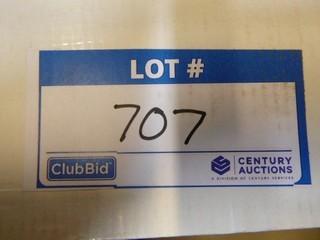 LOT #
707
ClubBid
CENTURY
AUCTIONS
A DIVISION OF CENTURY SERVICES